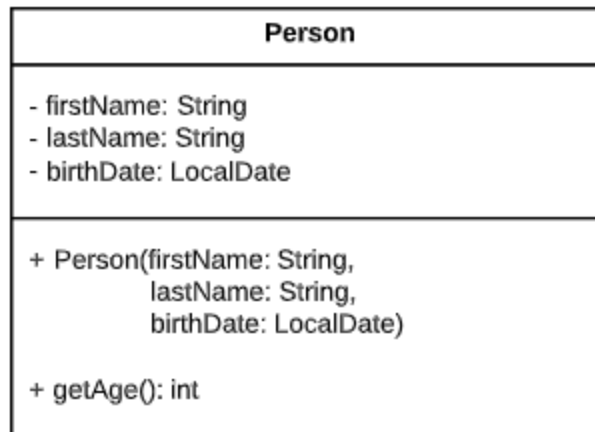 Person
- firstName: String
- lastName: String
- birthDate: LocalDate
+ Person(firstName: String,
lastName: String,
birthDate: LocalDate)
+ getAge(): int